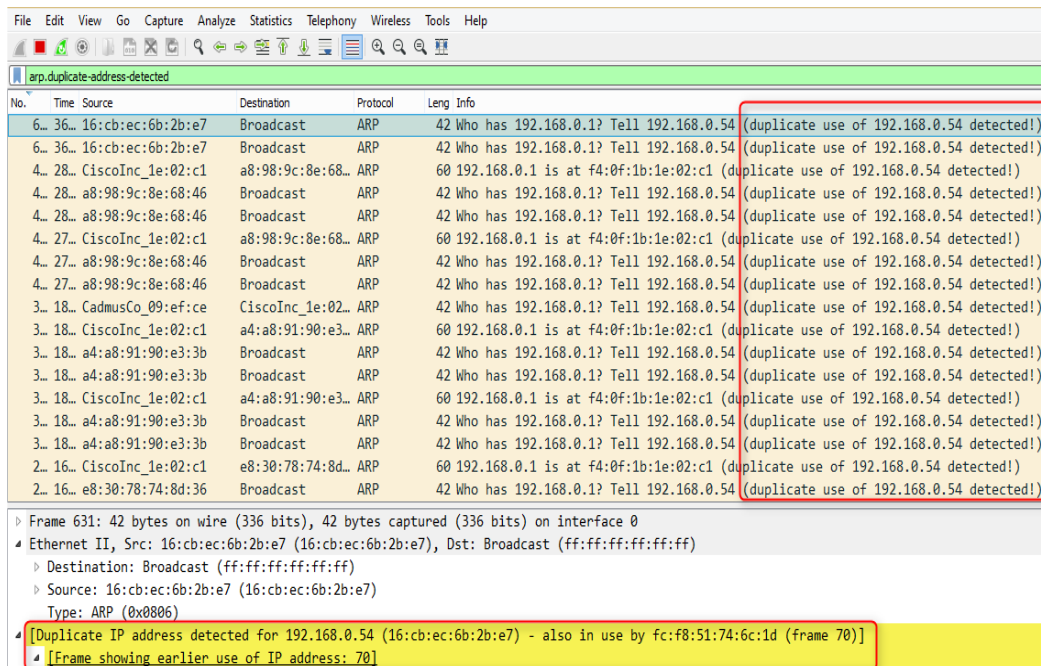 File Edit View Go Capture Analyze Statistics Telephony Wireless Tools Help
arp.duplicate-address-detected
No. Time Source Destination Protocol Leng Info
6… 36… 16:cb:ec:6b:2b:e7 Broadcast ARP 42 Who has 192.168.0.1? Tell 192.168.0.54 (duplicate use of 192.168.0.54 detected!)
6… 36… 16:cb:ec:6b:2b:e7 Broadcast ARP 42 Who has 192.168.0.1? Tell 192.168.0.54 (duplicate use of 192.168.0.54 detected!)
4… 28… CiscoInc_1e:02:c1 a8:98:9c:8e:68… ARP 60 192.168.0.1 is at f4:0f:1b:1e:02:c1 (duplicate use of 192.168.0.54 detected!)
4… 28… a8:98:9c:8e:68:46 Broadcast ARP 42 Who has 192.168.0.1? Tell 192.168.0.54 (duplicate use of 192.168.0.54 detected!)
4… 28… a8:98:9c:8e:68:46 Broadcast ARP 42 Who has 192.168.0.1? Tell 192.168.0.54 (duplicate use of 192.168.0.54 detected!)
4… 27… CiscoInc_1e:02:c1 a8:98:9c:8e:68… ARP 60 192.168.0.1 is at f4:0f:1b:1e:02:c1 (duplicate use of 192.168.0.54 detected!)
4… 27… a8:98:9c:8e:68:46 Broadcast ARP 42 Who has 192.168.0.1? Tell 192.168.0.54 (duplicate use of 192.168.0.54 detected!)
4… 27… a8:98:9c:8e:68:46 Broadcast ARP 42 Who has 192.168.0.1? Tell 192.168.0.54 (duplicate use of 192.168.0.54 detected!)
3… 18… CadmusCo_09:ef:ce CiscoInc_1e:02… ARP 42 Who has 192.168.0.1? Tell 192.168.0.54 (duplicate use of 192.168.0.54 detected!)
3… 18… CiscoInc_1e:02:c1 a4:a8:91:90:e3… ARP 60 192.168.0.1 is at f4:0f:1b:1e:02:c1 (duplicate use of 192.168.0.54 detected!)
3… 18… a4:a8:91:90:e3:3b Broadcast ARP 42 Who has 192.168.0.1? Tell 192.168.0.54 (duplicate use of 192.168.0.54 detected!)
3… 18… a4:a8:91:90:e3:3b Broadcast ARP 42 Who has 192.168.0.1? Tell 192.168.0.54 (duplicate use of 192.168.0.54 detected!)
3… 18… CiscoInc_1e:02:c1 a4:a8:91:90:e3… ARP 60 192.168.0.1 is at f4:0f:1b:1e:02:c1 (duplicate use of 192.168.0.54 detected!)
3… 18… a4:a8:91:90:e3:3b Broadcast ARP 42 Who has 192.168.0.1? Tell 192.168.0.54 (duplicate use of 192.168.0.54 detected!)
3… 18… a4:a8:91:90:e3:3b Broadcast ARP 42 Who has 192.168.0.1? Tell 192.168.0.54 (duplicate use of 192.168.0.54 detected!)
2… 16… CiscoInc_1e:02:c1 e8:30:78:74:8d… ARP 60 192.168.0.1 is at f4:0f:1b:1e:02:c1 (duplicate use of 192.168.0.54 detected!)
2… 16… e8:30:78:74:8d:36 Broadcast ARP 42 Who has 192.168.0.1? Tell 192.168.0.54 (duplicate use of 192.168.0.54 detected!)
Frame 631: 42 bytes on wire (336 bits), 42 bytes captured (336 bits) on interface 0
Ethernet II, Src: 16:cb:ec:6b:2b:e7 (16:cb:ec:6b:2b:e7), Dst: Broadcast (ff:ff:ff:ff:ff:ff)
Destination: Broadcast (ff:ff:ff:ff:ff:ff)
Source: 16:cb:ec:6b:2b:e7 (16:cb:ec:6b:2b:e7)
Type: ARP (0x0806)
[Duplicate IP address detected for 192.168.0.54 (16:cb:ec:6b:2b:e7) - also in use by fc:f8:51:74:6c:1d (frame 70)]
[Frame showing earlier use of IP address: 70]